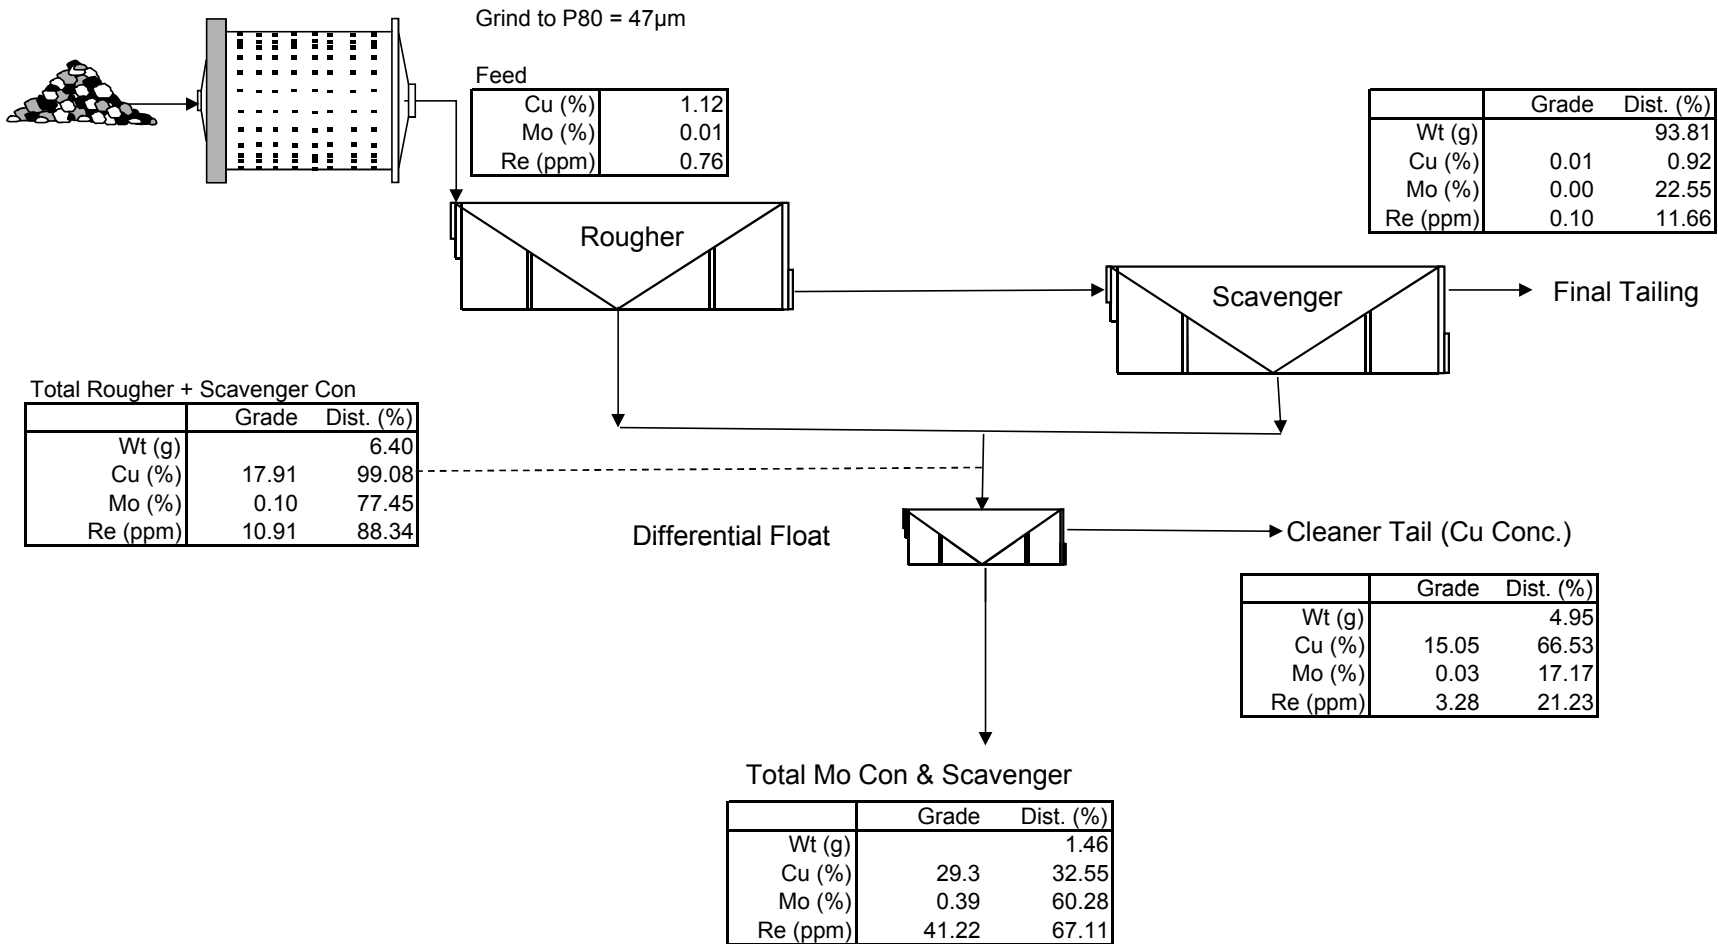 Grind to P80 = 47µm
Feed
Cu (%) 1.12
Mo (%) 0.01
Re (ppm) 0.76
Grade Dist. (%)
Wt (g) 93.81
Cu (%) 0.01 0.92
Mo (%) 0.00 22.55
Re (ppm) 0.10 11.66
Rougher
Scavenger
Final Tailing
Total Rougher + Scavenger Con
Grade Dist. (%)
Wt (g) 6.40
Cu (%) 17.91 99.08
Mo (%) 0.10 77.45
Re (ppm) 10.91 88.34
Differential Float
Cleaner Tail (Cu Conc.)
Grade Dist. (%)
Wt (g) 4.95
Cu (%) 15.05 66.53
Mo (%) 0.03 17.17
Re (ppm) 3.28 21.23
Total Mo Con & Scavenger
Grade Dist. (%)
Wt (g) 1.46
Cu (%) 29.3 32.55
Mo (%) 0.39 60.28
Re (ppm) 41.22 67.11